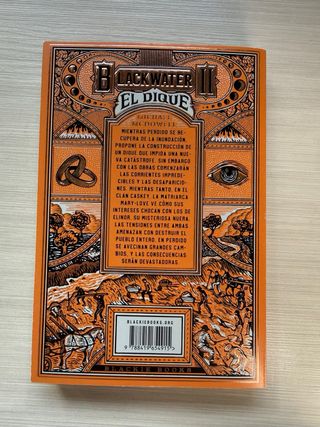 BLACKWATER II
EL DIQUE
MICHAEL
MCDOWELL
MIENTRAS PERDIDO SE RE-
CUPERA DE LA INUNDACIÓN,
PROPONE LA CONSTRUCCIÓN DE
UN DIQUE QUE IMPIDA UNA NUE-
VA CATÁSTROFE. SIN EMBARGO
CON LAS OBRAS COMENZARÁN
LAS CORRIENTES IMPREDE-
CIBLES Y LAS DESAPARICIO-
NES. MIENTRAS TANTO, EN EL
CLAN CASKEY, LA MATRIARCA
MARY-LOVE VE CÓMO SUS
INTERESES CHOCAN CON LOS DE
ELINOR, SU MISTERIOSA NUERA.
LAS TENSIONES ENTRE AMBAS
AMENAZAN CON DESTRUIR EL
PUEBLO ENTERO. EN PERDIDO
SE AVECINAN GRANDES CAM-
BIOS, Y LAS CONSECUENCIAS
SERÁN DEVASTADORAS
BLACKIEBOOKS.ORG
9 788419 654915 >
BLACKIE BOOKS